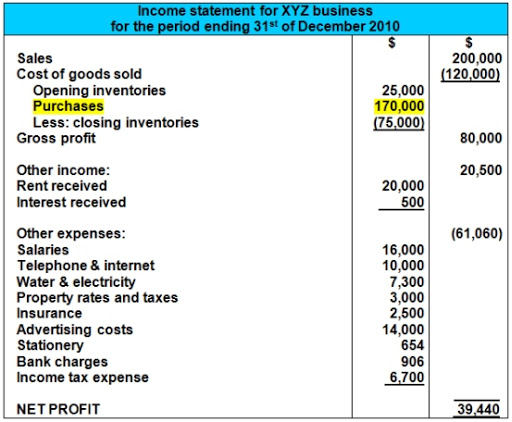 Income statement for XYZ business
for the period ending 31st of December 2010
$ $
Sales 200,000
Cost of goods sold (120,000)
Opening inventories 25,000
Purchases 170,000
Less: closing inventories (75,000)
Gross profit 80,000
Other income: 20,500
Rent received 20,000
Interest received 500
Other expenses: (61,060)
Salaries 16,000
Telephone & internet 10,000
Water & electricity 7,300
Property rates and taxes 3,000
Insurance 2,500
Advertising costs 14,000
Stationery 654
Bank charges 906
Income tax expense 6,700
NET PROFIT 39,440